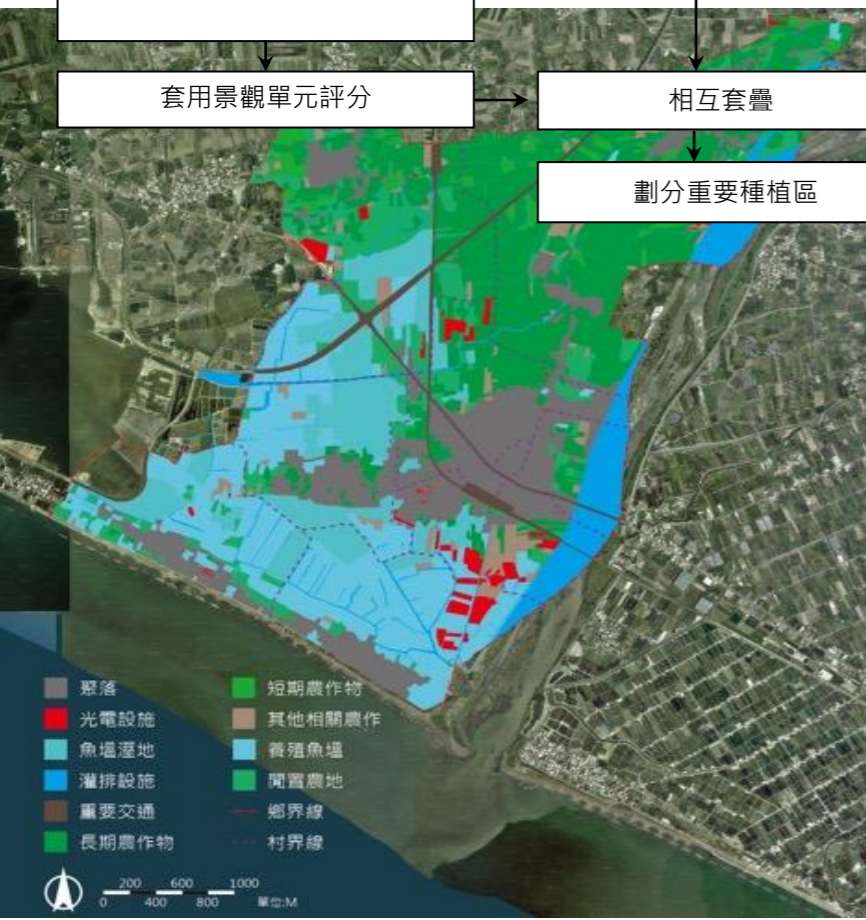 套用景觀單元評分
相互套疊
劃分重要種植區
聚落
光電設施
魚塭溼地
灌排設施
重要交通
長期農作物
短期農作物
其他相關農作
養殖魚塭
閒置農地
鄉界線
村界線
200 600 1000
0 400 800 單位:M